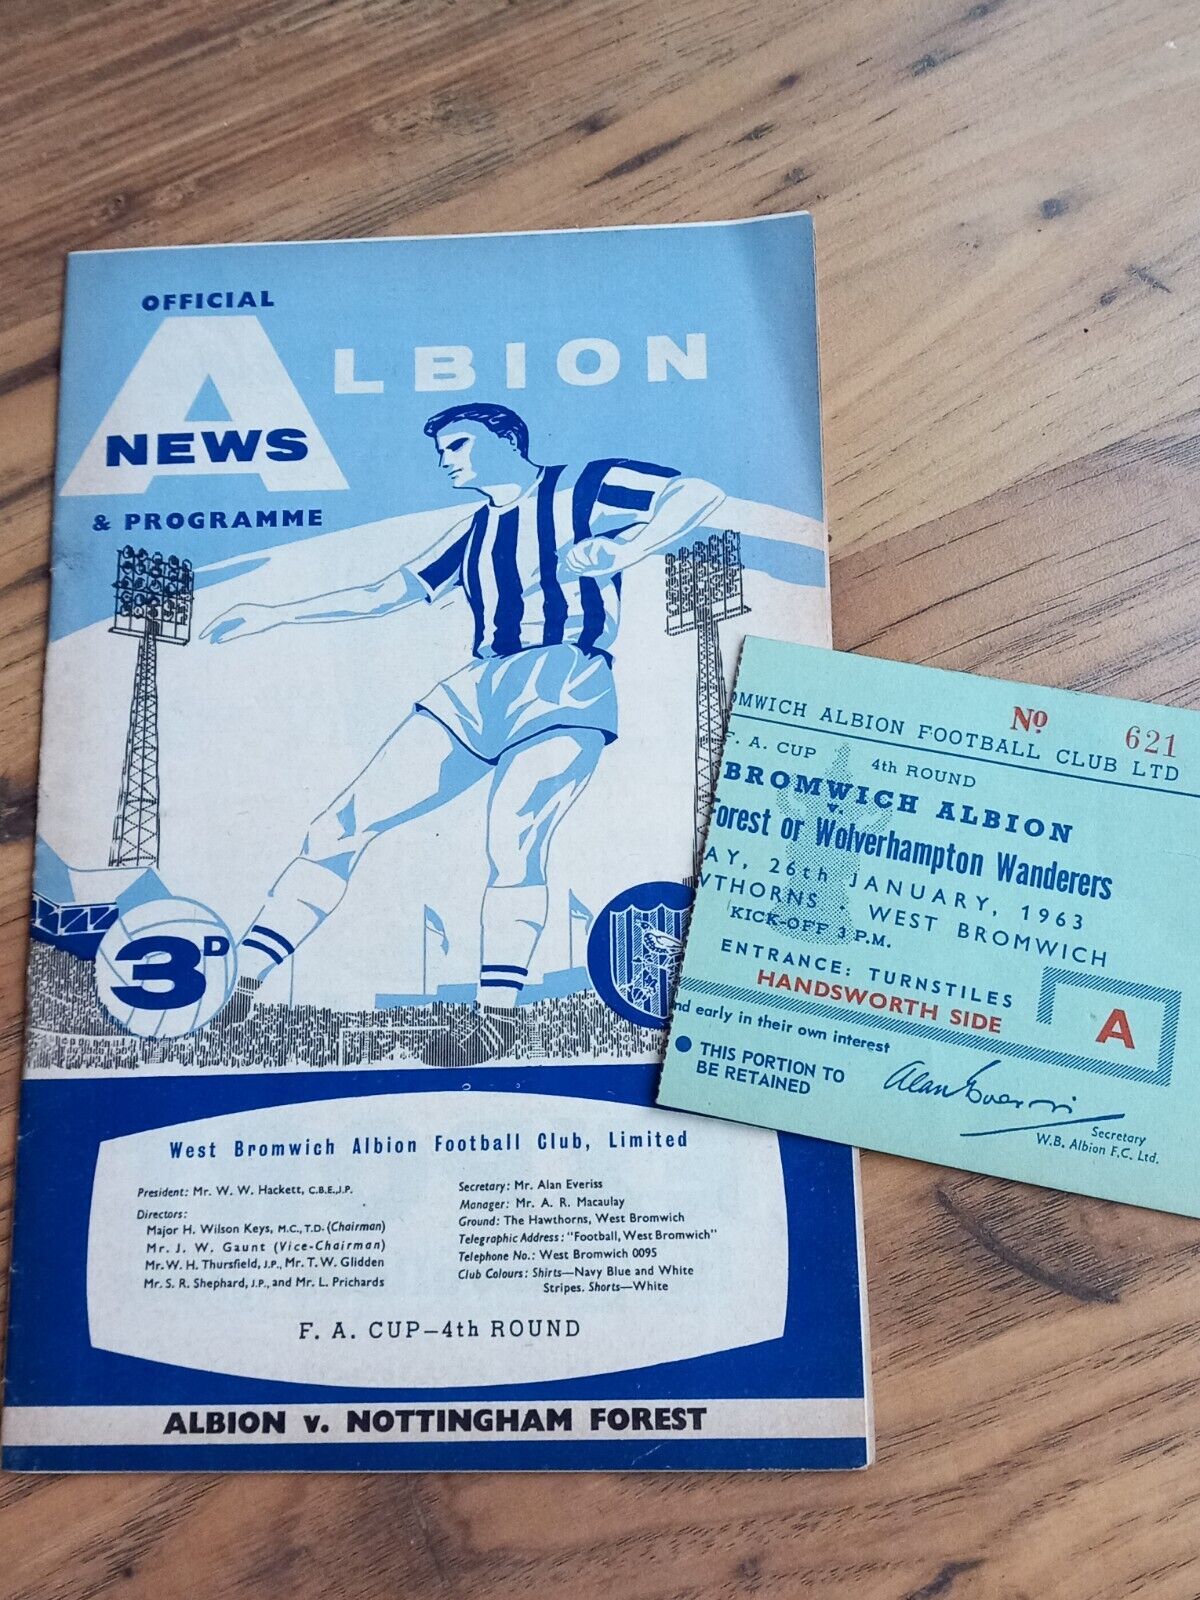 OFFICIAL
ALBION
NEWS
& PROGRAMME
3D
West Bromwich Albion Football Club, Limited
President: Mr. W. W. Hackett, C.B.E., J.P.
Directors:
Major H. Wilson Keys, M.C., T.D. (Chairman)
Mr. J. W. Gaunt (Vice-Chairman)
Mr. W. H. Thursfield, J.P., Mr. T. W. Glidden
Mr. S. R. Shephard, J.P., and Mr. L. Prichards
Secretary: Mr. Alan Everiss
Manager: Mr. A. R. Macaulay
Ground: The Hawthorns, West Bromwich
Telegraphic Address: "Football, West Bromwich"
Telephone No.: West Bromwich 0095
Club Colours: Shirts—Navy Blue and White
Stripes. Shorts—White
F. A. CUP—4th ROUND
ALBION v. NOTTINGHAM FOREST
No 621
OMWICH ALBION FOOTBALL CLUB LTD
F. A. CUP 4th ROUND
BROMWICH ALBION
v.
Forest or Wolverhampton Wanderers
AY, 26th JANUARY, 1963
WTHORNS · WEST BROMWICH
KICK-OFF 3 P.M.
ENTRANCE: TURNSTILES
HANDSWORTH SIDE
A
nd early in their own interest
● THIS PORTION TO
BE RETAINED
Alan Everiss
Secretary
W.B. Albion F.C. Ltd.